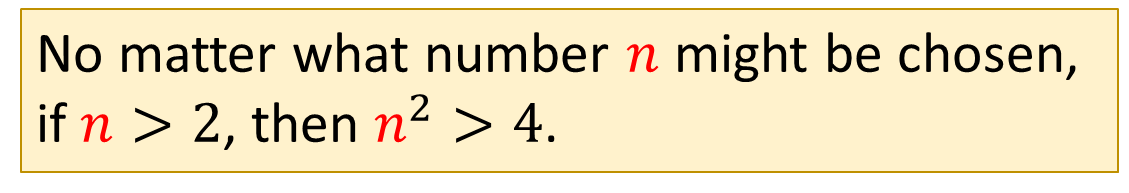 No matter what number n might be chosen,
if n > 2, then n² > 4.